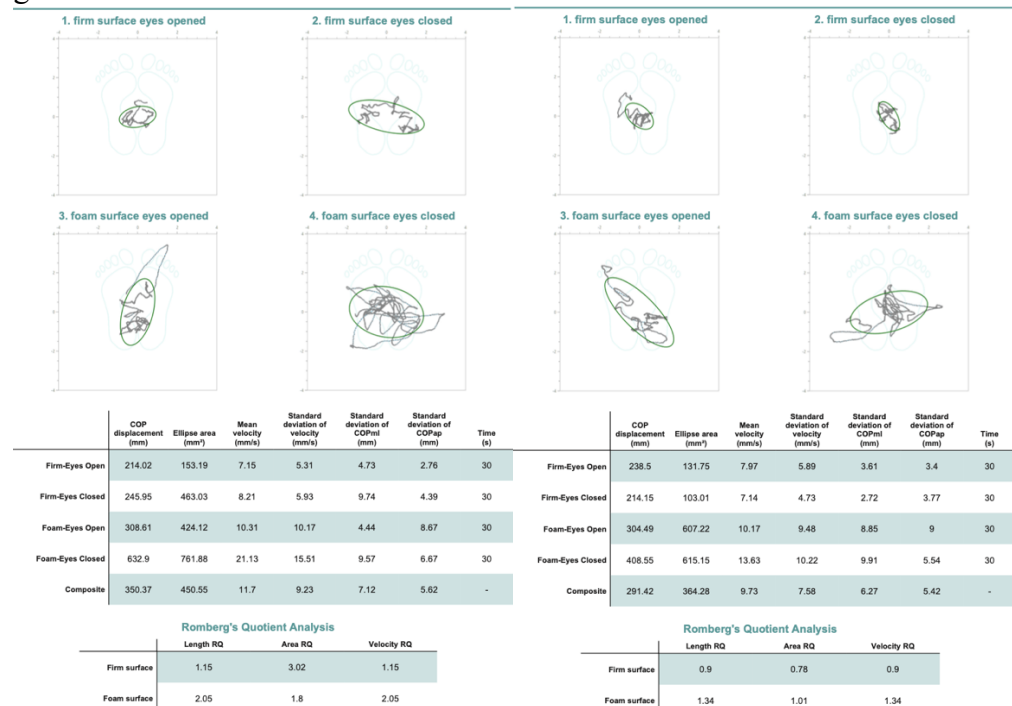 1. firm surface eyes opened
2. firm surface eyes closed
3. foam surface eyes opened
4. foam surface eyes closed
COP displacement (mm) Ellipse area (mm²) Mean velocity (mm/s) Standard deviation of velocity (mm/s) Standard deviation of COPml (mm) Standard deviation of COPap (mm) Time (s)
Firm-Eyes Open 214.02 153.19 7.15 5.31 4.73 2.76 30
Firm-Eyes Closed 245.95 463.03 8.21 5.93 9.74 4.39 30
Foam-Eyes Open 308.61 424.12 10.31 10.17 4.44 8.67 30
Foam-Eyes Closed 632.9 761.88 21.13 15.51 9.57 6.67 30
Composite 350.37 450.55 11.7 9.23 7.12 5.62 -
Romberg's Quotient Analysis
Length RQ Area RQ Velocity RQ
Firm surface 1.15 3.02 1.15
Foam surface 2.05 1.8 2.05
1. firm surface eyes opened
2. firm surface eyes closed
3. foam surface eyes opened
4. foam surface eyes closed
COP displacement (mm) Ellipse area (mm²) Mean velocity (mm/s) Standard deviation of velocity (mm/s) Standard deviation of COPml (mm) Standard deviation of COPap (mm) Time (s)
Firm-Eyes Open 238.5 131.75 7.97 5.89 3.61 3.4 30
Firm-Eyes Closed 214.15 103.01 7.14 4.73 2.72 3.77 30
Foam-Eyes Open 304.49 607.22 10.17 9.48 8.85 9 30
Foam-Eyes Closed 408.55 615.15 13.63 10.22 9.91 5.54 30
Composite 291.42 364.28 9.73 7.58 6.27 5.42 -
Romberg's Quotient Analysis
Length RQ Area RQ Velocity RQ
Firm surface 0.9 0.78 0.9
Foam surface 1.34 1.01 1.34